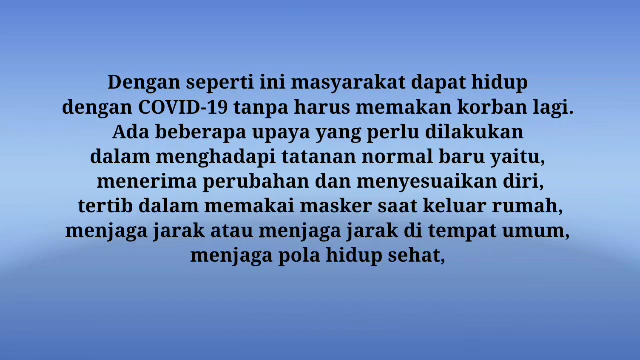 Dengan seperti ini masyarakat dapat hidup
dengan COVID-19 tanpa harus memakan korban lagi.
Ada beberapa upaya yang perlu dilakukan
dalam menghadapi tatanan normal baru yaitu,
menerima perubahan dan menyesuaikan diri,
tertib dalam memakai masker saat keluar rumah,
menjaga jarak atau menjaga jarak di tempat umum,
menjaga pola hidup sehat,